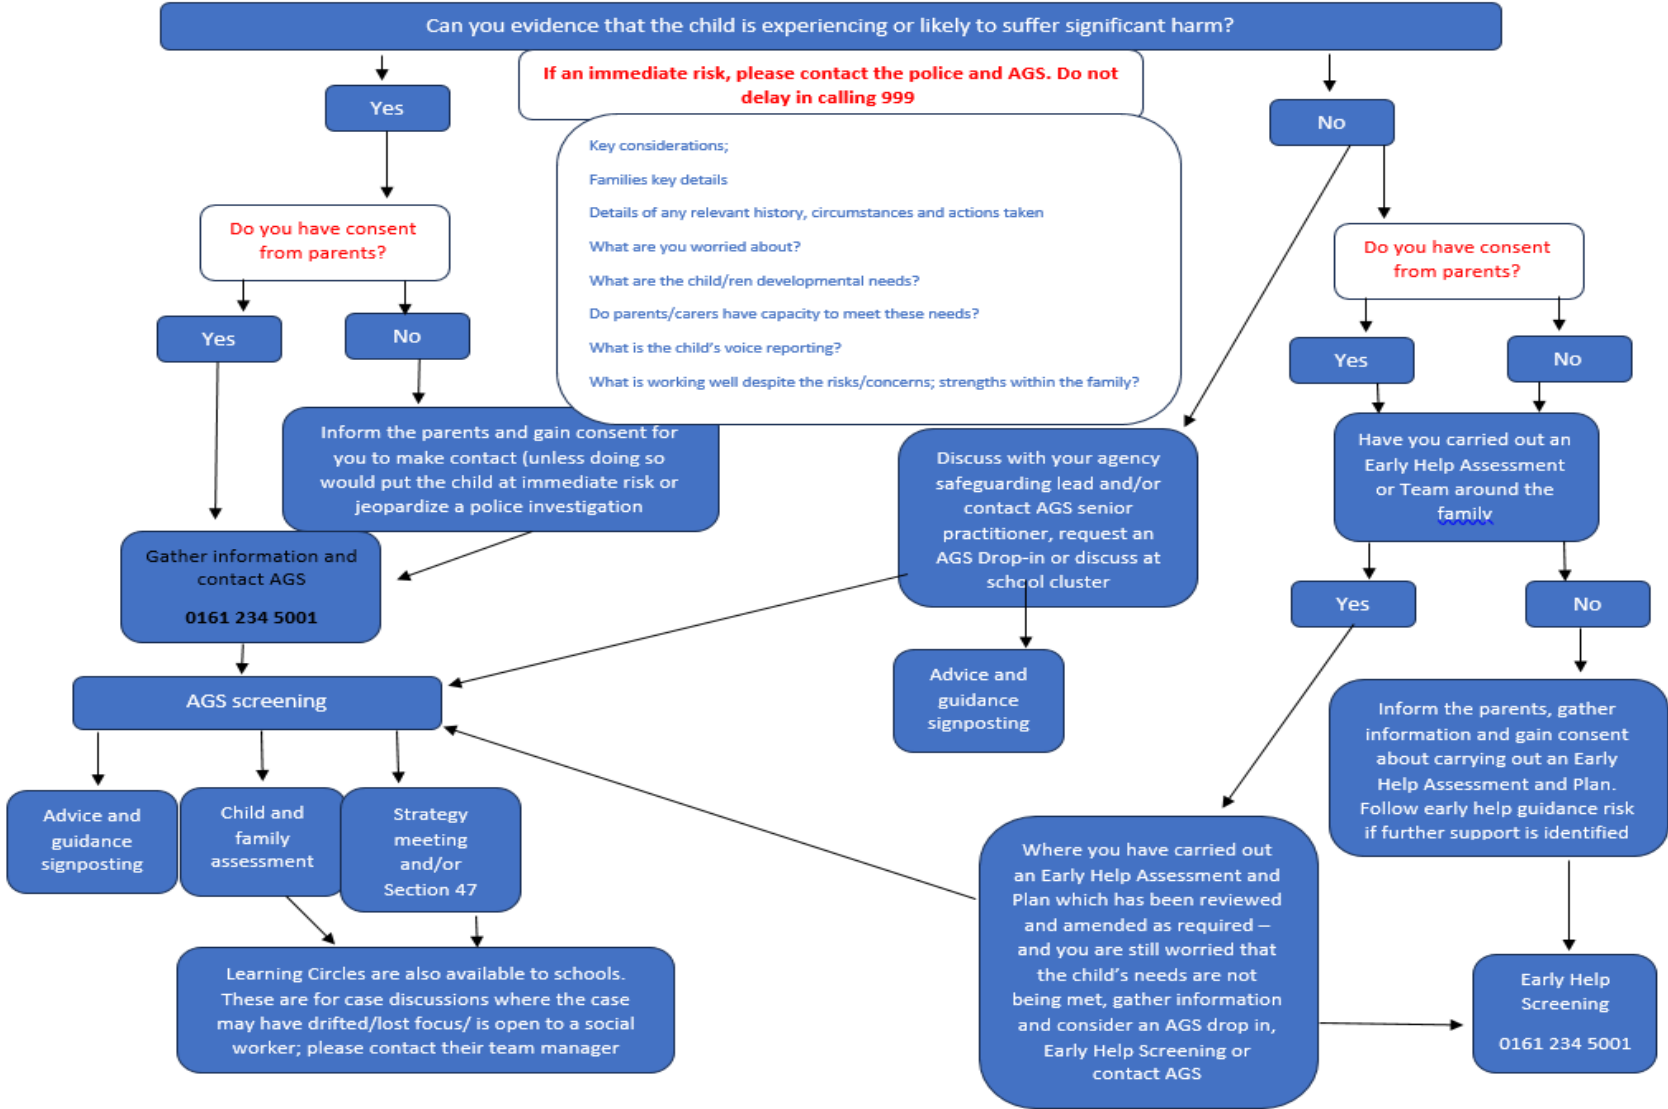 Can you evidence that the child is experiencing or likely to suffer significant harm?
If an immediate risk, please contact the police and AGS. Do not
delay in calling 999
Yes
No
Key considerations;
Families key details
Details of any relevant history, circumstances and actions taken
What are you worried about?
What are the child/ren developmental needs?
Do parents/carers have capacity to meet these needs?
What is the child's voice reporting?
What is working well despite the risks/concerns; strengths within the family?
Do you have consent
from parents?
Yes
No
Inform the parents and gain consent for
you to make contact (unless doing so
would put the child at immediate risk or
jeopardize a police investigation
Gather information and
contact AGS
0161 234 5001
AGS screening
Advice and
guidance
signposting
Child and
family
assessment
Strategy
meeting
and/or
Section 47
Learning Circles are also available to schools.
These are for case discussions where the case
may have drifted/lost focus/ is open to a social
worker; please contact their team manager
Discuss with your agency
safeguarding lead and/or
contact AGS senior
practitioner, request an
AGS Drop-in or discuss at
school cluster
Advice and
guidance
signposting
Do you have consent
from parents?
Yes
No
Have you carried out an
Early Help Assessment
or Team around the
family
Yes
No
Where you have carried out
an Early Help Assessment and
Plan which has been reviewed
and amended as required –
and you are still worried that
the child's needs are not
being met, gather information
and consider an AGS drop in,
Early Help Screening or
contact AGS
Inform the parents, gather
information and gain consent
about carrying out an Early
Help Assessment and Plan.
Follow early help guidance risk
if further support is identified
Early Help
Screening
0161 234 5001